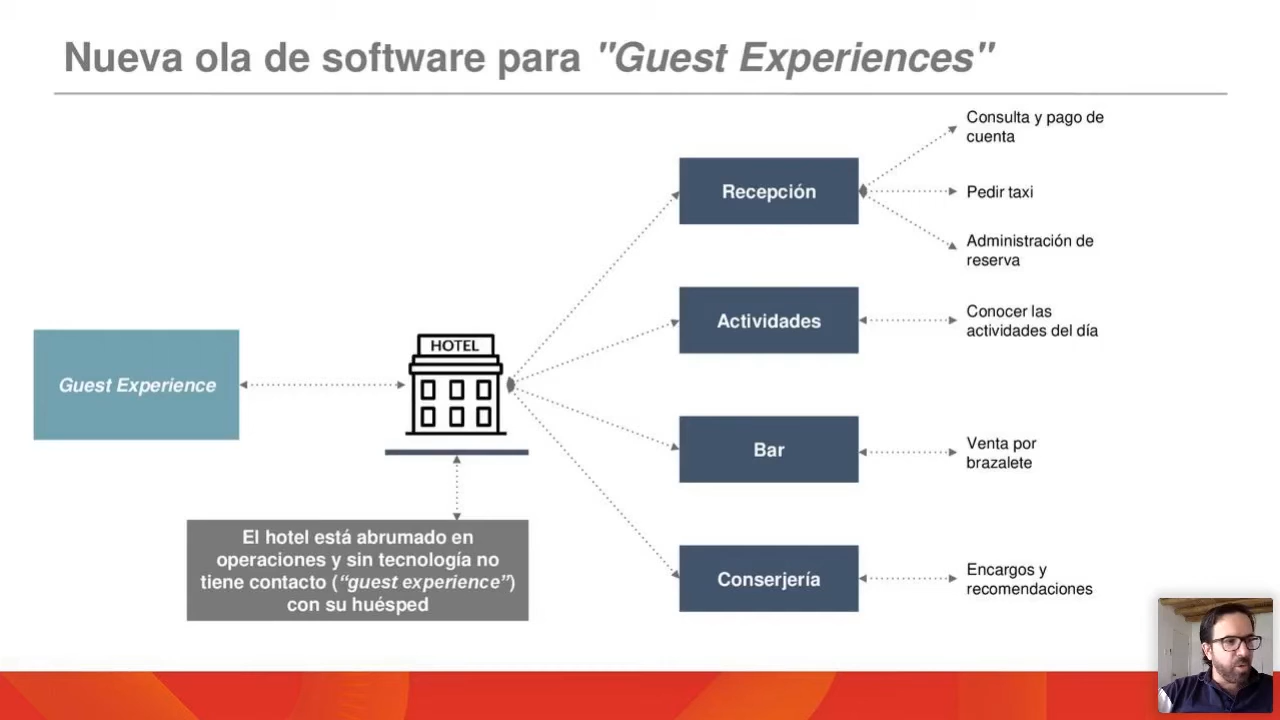 Nueva ola de software para "Guest Experiences"
Consulta y pago de
cuenta
Recepción
Pedir taxi
Administración de
reserva
Actividades
Conocer las
actividades del día
HOTEL
Guest Experience
Bar
Venta por
brazalete
El hotel está abrumado en
operaciones y sin tecnología no
tiene contacto (“guest experience”)
con su huésped
Conserjería
Encargos y
recomendaciones